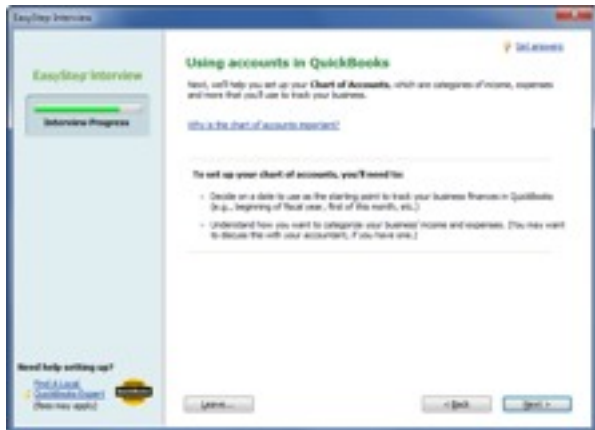 EasyStep Interview
Get answers
EasyStep Interview
Interview Progress
Using accounts in QuickBooks
Next, we'll help you set up your Chart of Accounts, which are categories of income, expenses
and more that you'll use to track your business.
Why is the chart of accounts important?
To set up your chart of accounts, you'll need to:
- Decide on a date to use as the starting point to track your business finances in QuickBooks
(e.g., beginning of fiscal year, first of this month, etc.)
- Understand how you want to categorize your business' income and expenses. (You may want
to discuss this with your accountant, if you have one.)
Need help setting up?
Find A Local
QuickBooks Expert
(fees may apply)
Leave...
< Back
Next >